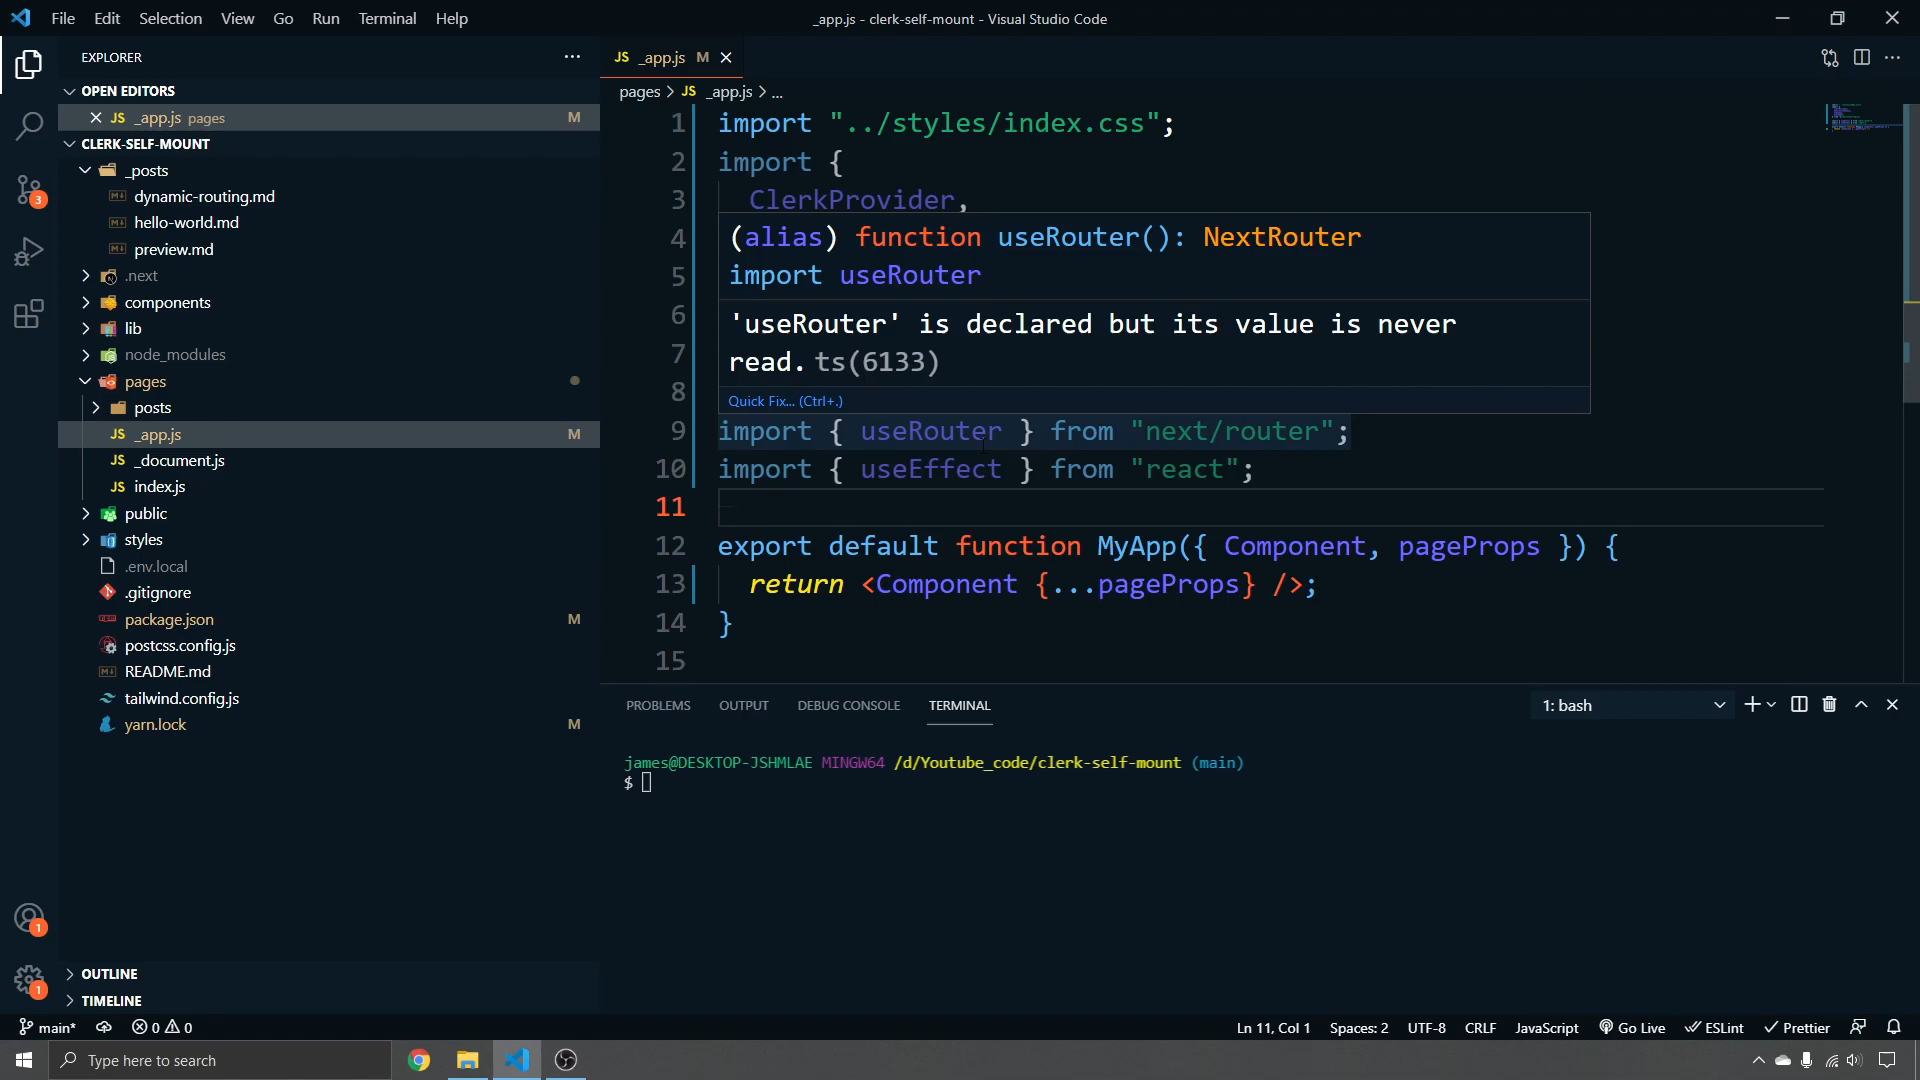 File Edit Selection View Go Run Terminal Help
_app.js - clerk-self-mount - Visual Studio Code
EXPLORER
OPEN EDITORS
JS _app.js pages M
CLERK-SELF-MOUNT
_posts
dynamic-routing.md
hello-world.md
preview.md
.next
components
lib
node_modules
pages
posts
JS _app.js M
JS _document.js
JS index.js
public
styles
.env.local
.gitignore
package.json M
postcss.config.js
README.md
tailwind.config.js
yarn.lock M
OUTLINE
TIMELINE
3
1
1
JS _app.js M
pages > JS _app.js > ...
1 import "../styles/index.css";
2 import {
3 ClerkProvider,
4
5
6
7
8
(alias) function useRouter(): NextRouter
import useRouter
'useRouter' is declared but its value is never
read. ts(6133)
Quick Fix... (Ctrl+.)
9 import { useRouter } from "next/router";
10 import { useEffect } from "react";
11
12 export default function MyApp({ Component, pageProps }) {
13 return <Component {...pageProps} />;
14 }
15
PROBLEMS OUTPUT DEBUG CONSOLE TERMINAL
1: bash
james@DESKTOP-JSHMLAE MINGW64 /d/Youtube_code/clerk-self-mount (main)
$
main* 0 0
Ln 11, Col 1 Spaces: 2 UTF-8 CRLF JavaScript Go Live ESLint Prettier
Type here to search